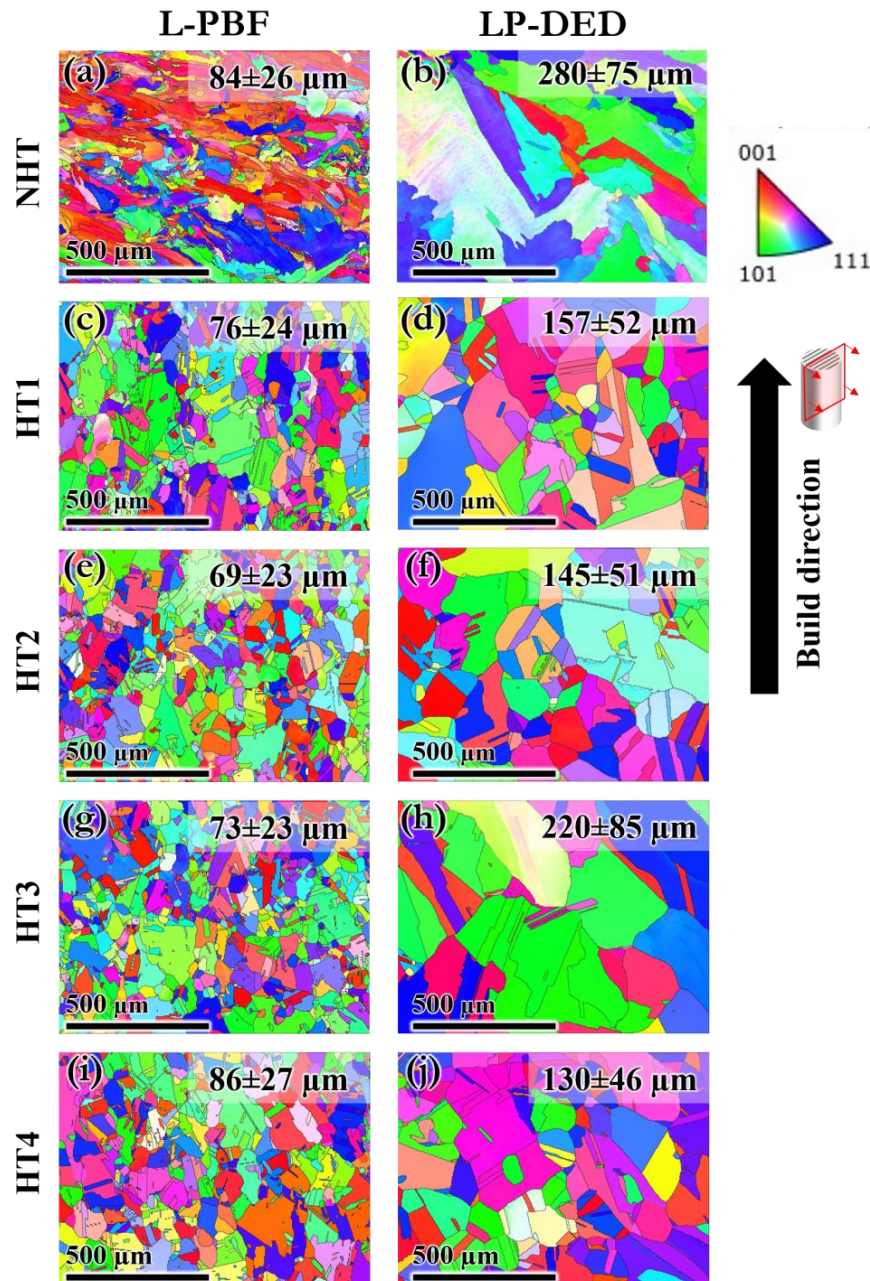 L-PBF LP-DED
NHT
(a) 84±26 µm
500 µm
(b) 280±75 µm
500 µm
001
101 111
HT1
(c) 76±24 µm
500 µm
(d) 157±52 µm
500 µm
Build direction
HT2
(e) 69±23 µm
500 µm
(f) 145±51 µm
500 µm
HT3
(g) 73±23 µm
500 µm
(h) 220±85 µm
500 µm
HT4
(i) 86±27 µm
500 µm
(j) 130±46 µm
500 µm